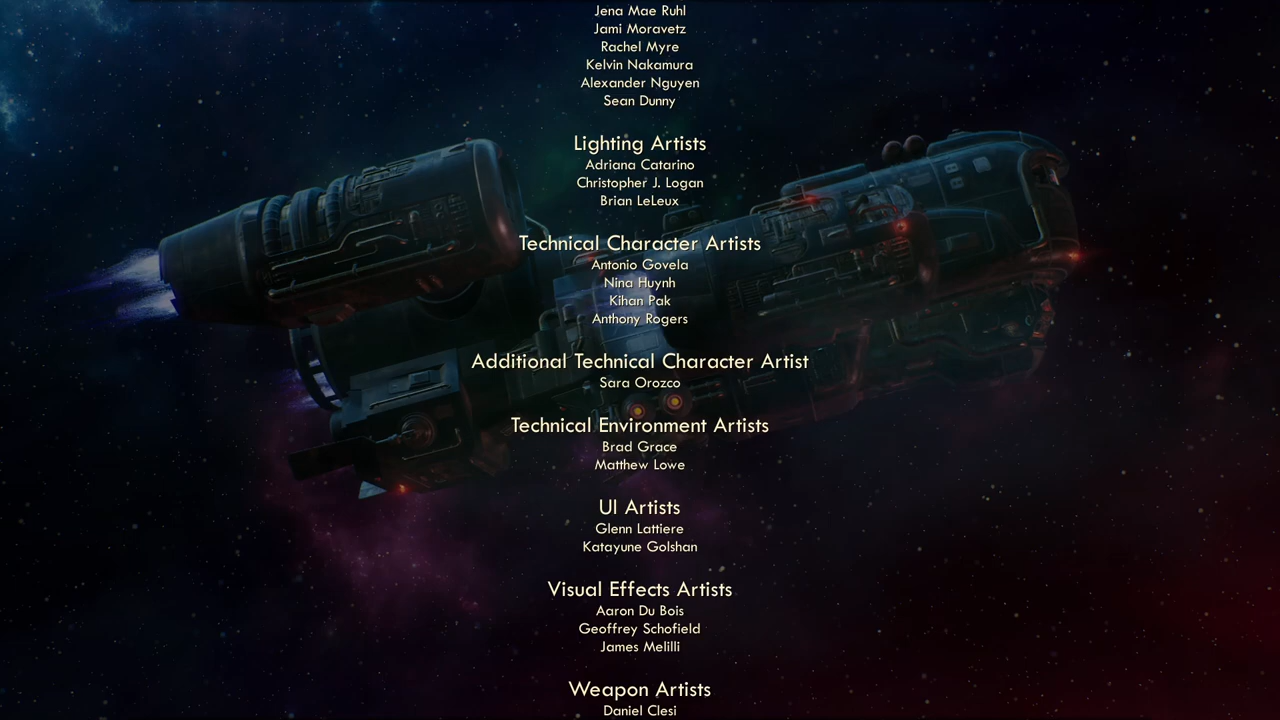 Jena Mae Ruhl
Jami Moravetz
Rachel Myre
Kelvin Nakamura
Alexander Nguyen
Sean Dunny
Lighting Artists
Adriana Catarino
Christopher J. Logan
Brian LeLeux
Technical Character Artists
Antonio Govela
Nina Huynh
Kihan Pak
Anthony Rogers
Additional Technical Character Artist
Sara Orozco
Technical Environment Artists
Brad Grace
Matthew Lowe
UI Artists
Glenn Lattiere
Katayune Golshan
Visual Effects Artists
Aaron Du Bois
Geoffrey Schofield
James Melilli
Weapon Artists
Daniel Clesi